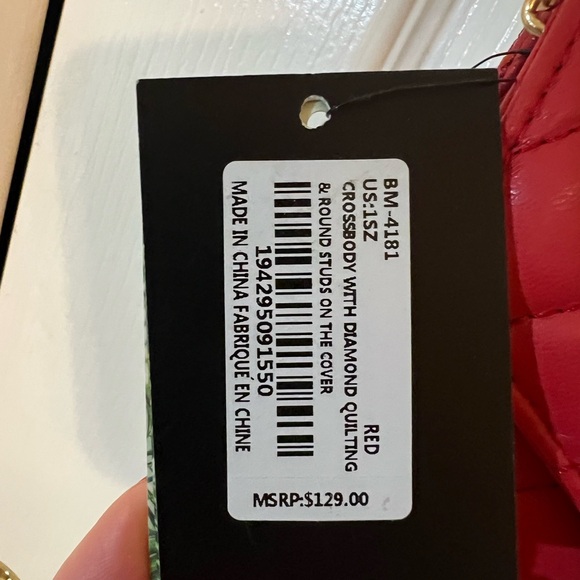 BM-4181 RED
US:1SZ
CROSSBODY WITH DIAMOND QUILTING
& ROUND STUDS ON THE COVER
194295091550
MADE IN CHINA FABRIQUE EN CHINE
MSRP:$129.00